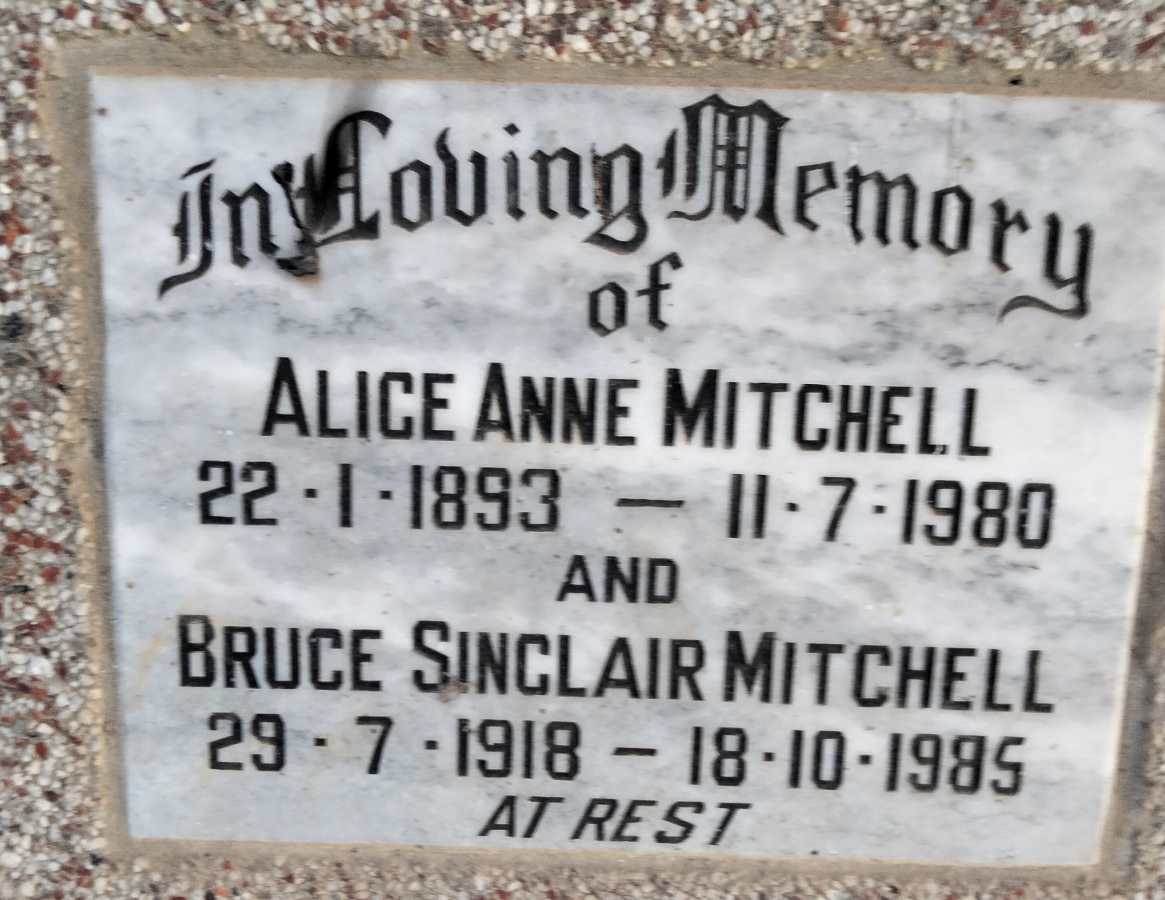 In Loving Memory
of
ALICE ANNE MITCHELL
22·1·1893 — 11·7·1980
AND
BRUCE SINCLAIR MITCHELL
29·7·1918 – 18·10·1985
AT REST